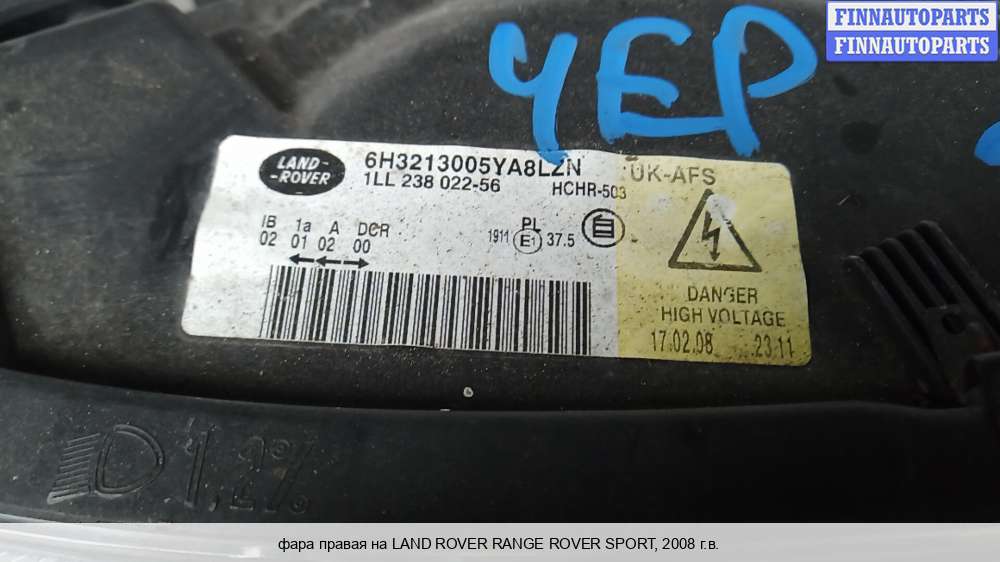 FINNAUTOPARTS
FINNAUTOPARTS
ЧЕР
LAND-
-ROVER
6H3213005YA8LZN
UK-AFS
1LL 238 022-56
HCHR-503
IB 1a A DCR
02 01 02 00
PL
1911 E1 37.5
DANGER
HIGH VOLTAGE
17.02.08 23:11
1,2%
фара правая на LAND ROVER RANGE ROVER SPORT, 2008 г.в.